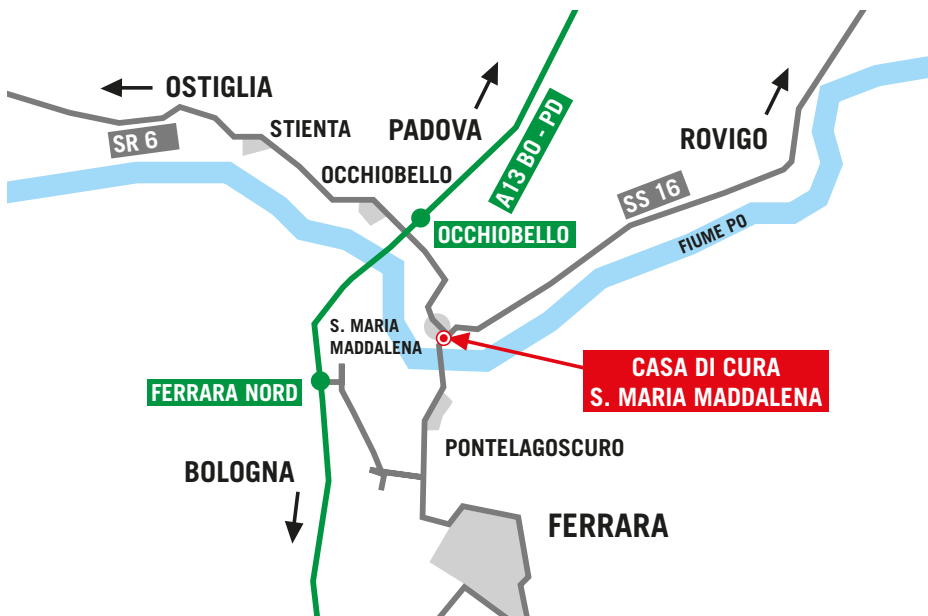 OSTIGLIA
SR 6
STIENTA
PADOVA
A13 BO - PD
ROVIGO
OCCHIOBELLO
SS 16
OCCHIOBELLO
FIUME PO
S. MARIA
MADDALENA
CASA DI CURA
S. MARIA MADDALENA
FERRARA NORD
PONTELAGOSCURO
BOLOGNA
FERRARA